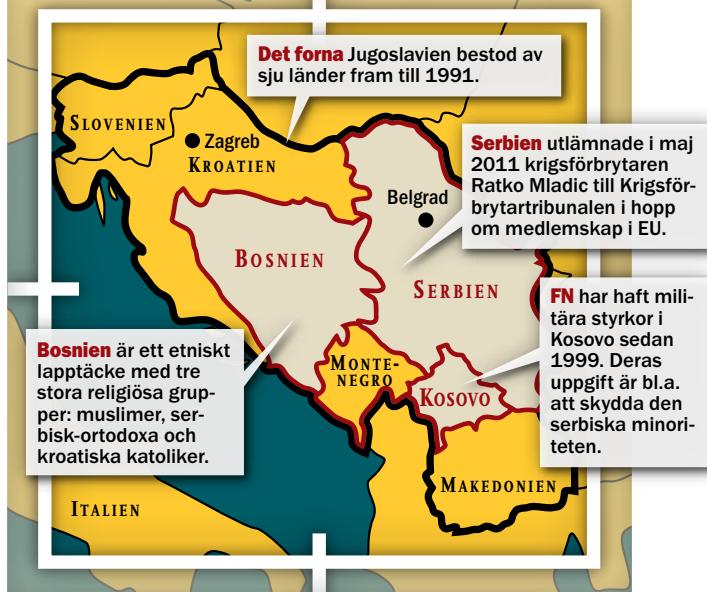 Det forna Jugoslavien bestod av
sju länder fram till 1991.
SLOVENIEN
Zagreb
KROATIEN
Serbien utlämnade i maj
2011 krigsförbrytaren
Ratko Mladic till Krigsför-
brytartribunalen i hopp
om medlemskap i EU.
Belgrad
BOSNIEN
SERBIEN
FN har haft mili-
tära styrkor i
Kosovo sedan
1999. Deras
uppgift är bl.a.
att skydda den
serbiska minori-
teten.
Bosnien är ett etniskt
lapptäcke med tre
stora religiösa grup-
per: muslimer, ser-
bisk-ortodoxa och
kroatiska katoliker.
MONTE-
NEGRO
KOSOVO
MAKEDONIEN
ITALIEN